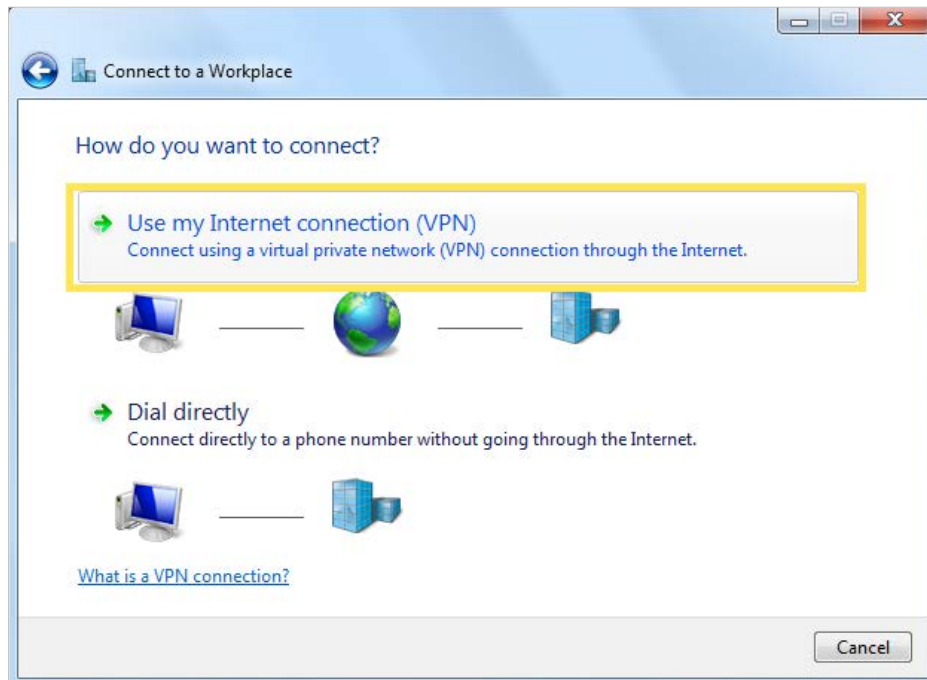 Connect to a Workplace
How do you want to connect?
Use my Internet connection (VPN)
Connect using a virtual private network (VPN) connection through the Internet.
Dial directly
Connect directly to a phone number without going through the Internet.
What is a VPN connection?
Cancel